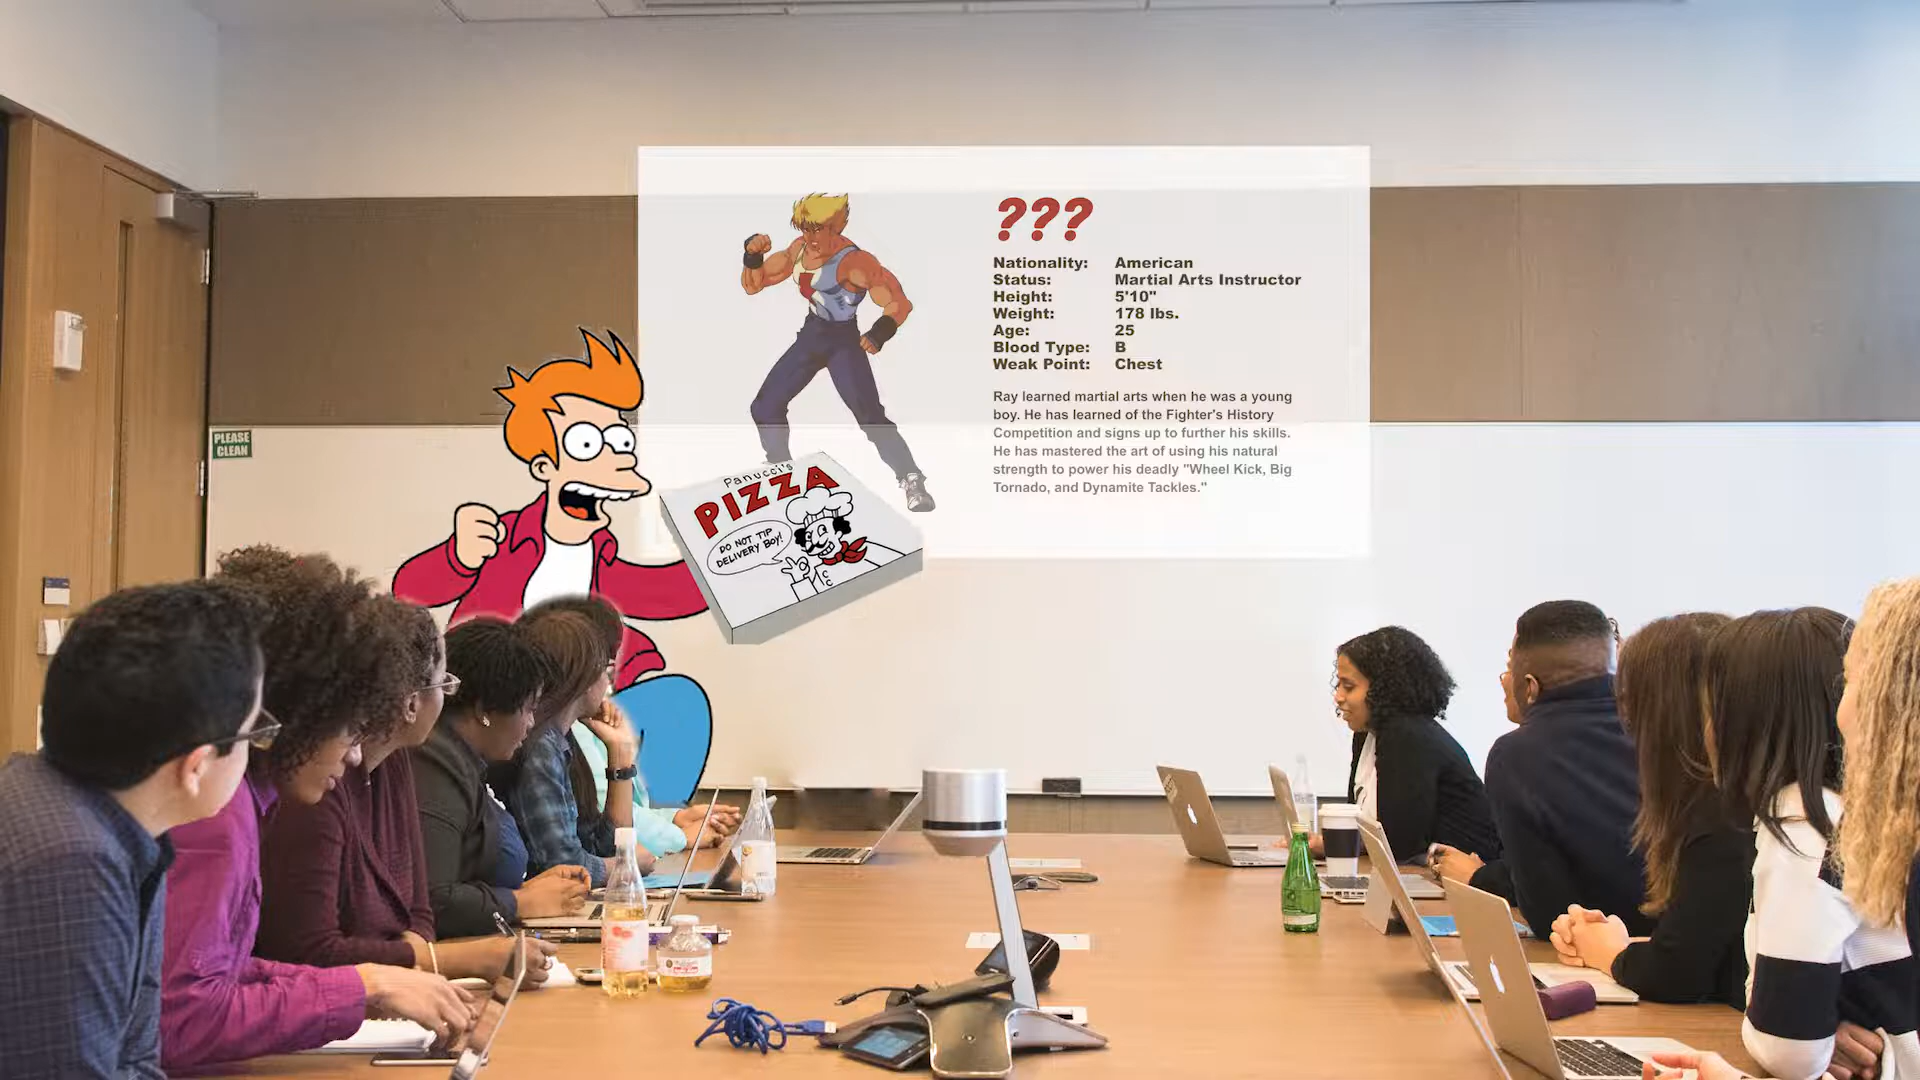 ???
Nationality: American
Status: Martial Arts Instructor
Height: 5'10"
Weight: 178 lbs.
Age: 25
Blood Type: B
Weak Point: Chest
Ray learned martial arts when he was a young
boy. He has learned of the Fighter's History
Competition and signs up to further his skills.
He has mastered the art of using his natural
strength to power his deadly "Wheel Kick, Big
Tornado, and Dynamite Tackles."
PLEASE
CLEAN
Panucci's
PIZZA
DO NOT TIP
DELIVERY BOY!
C
C